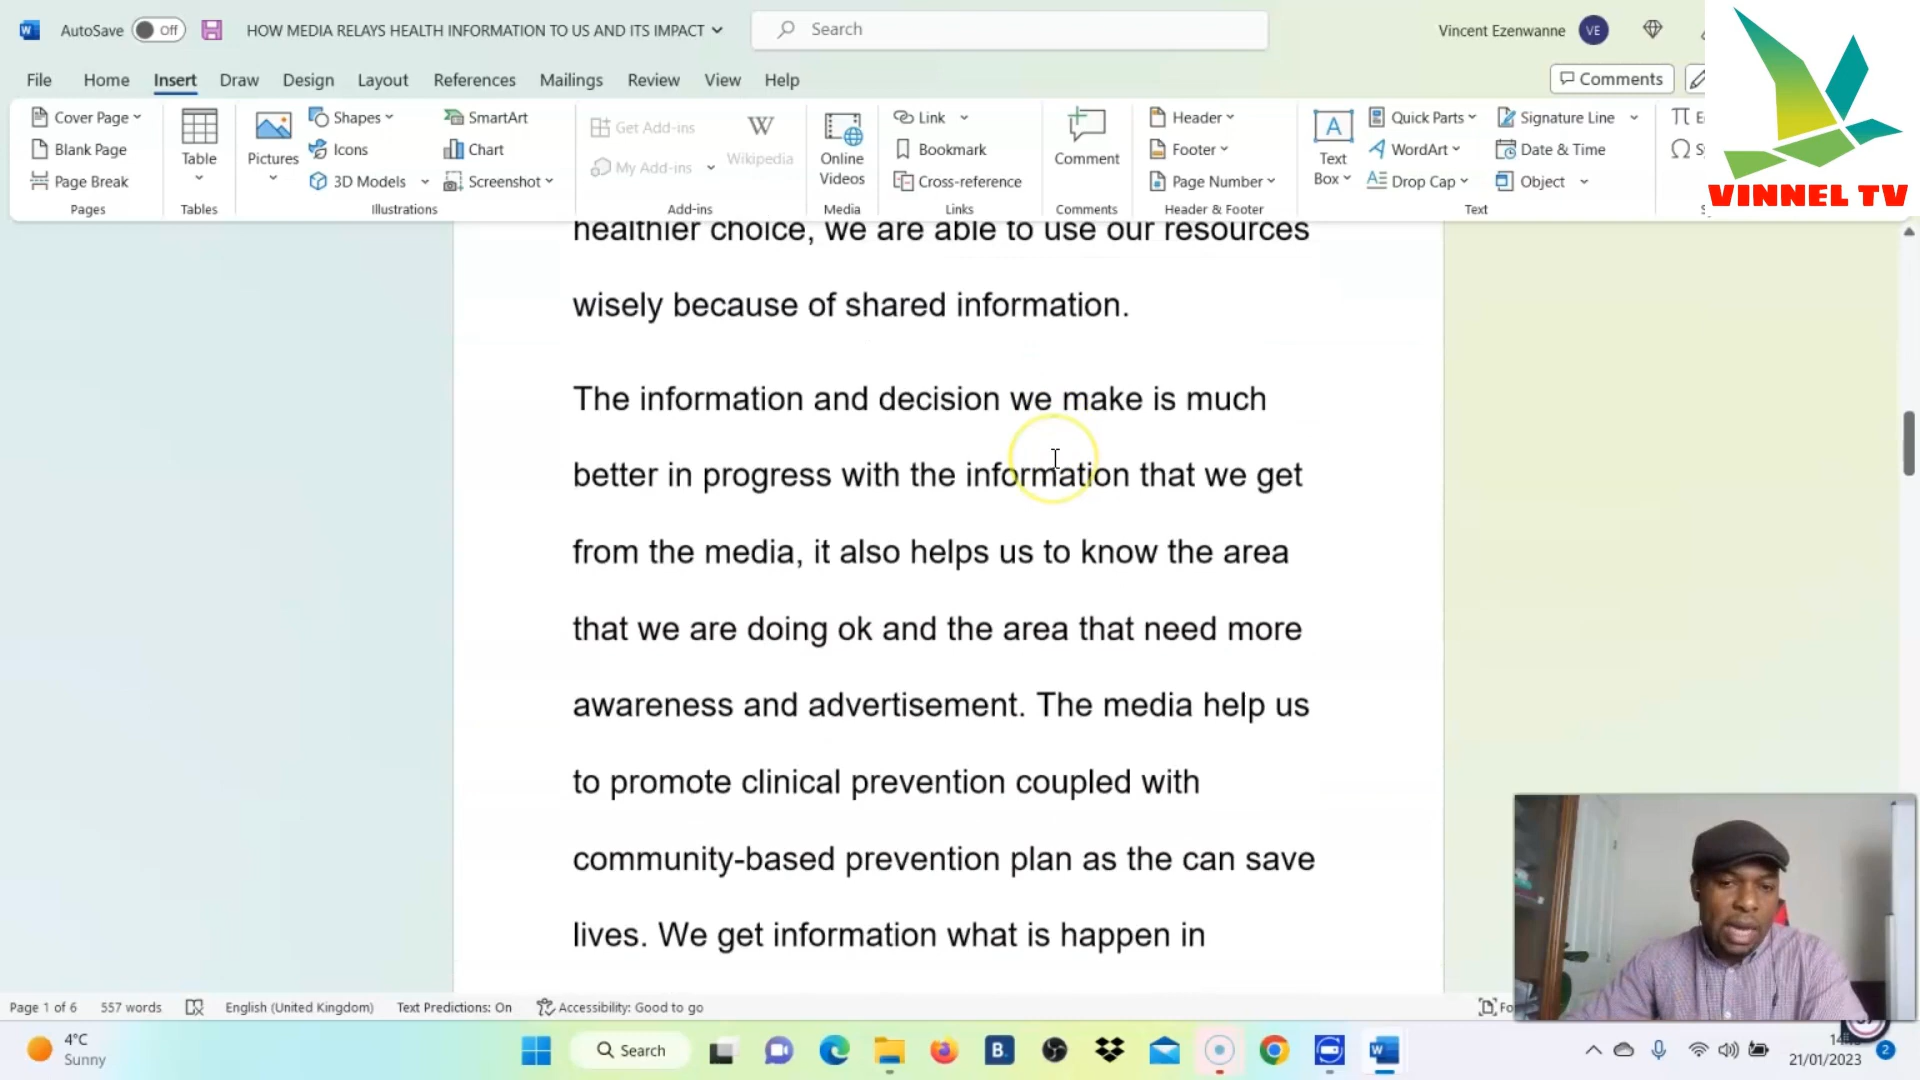 AutoSave Off HOW MEDIA RELAYS HEALTH INFORMATION TO US AND ITS IMPACT Search Vincent Ezenwanne VE
File Home Insert Draw Design Layout References Mailings Review View Help Comments
Cover Page
Blank Page
Page Break
Pages
Table
Tables
Pictures
Shapes
Icons
3D Models
SmartArt
Chart
Screenshot
Illustrations
Get Add-ins
My Add-ins
W
Wikipedia
Add-ins
Online
Videos
Media
Link
Bookmark
Cross-reference
Links
Comment
Comments
Header
Footer
Page Number
Header & Footer
A
Text
Box
Quick Parts
WordArt
Drop Cap
Signature Line
Date & Time
Object
Text
VINNEL TV
healthier choice, we are able to use our resources
wisely because of shared information.
The information and decision we make is much
better in progress with the information that we get
from the media, it also helps us to know the area
that we are doing ok and the area that need more
awareness and advertisement. The media help us
to promote clinical prevention coupled with
community-based prevention plan as the can save
lives. We get information what is happen in
Page 1 of 6 557 words English (United Kingdom) Text Predictions: On Accessibility: Good to go
4°C
Sunny
Search
21/01/2023
2